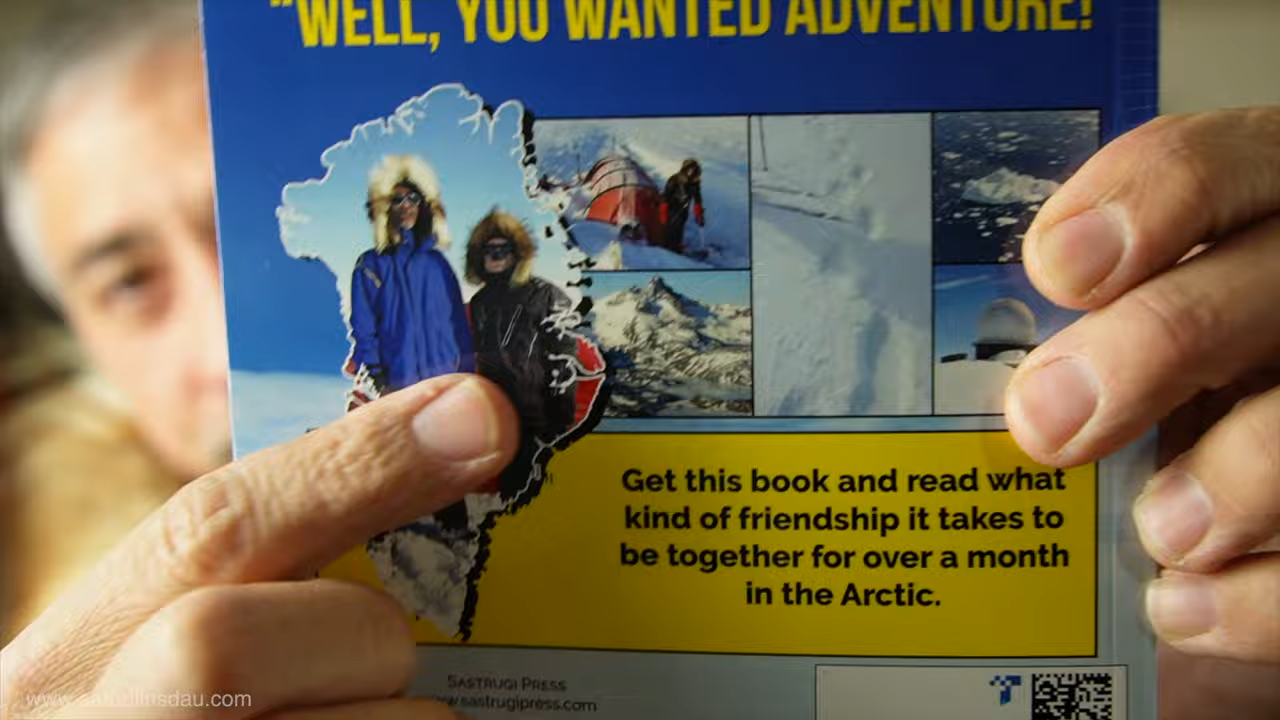 "WELL, YOU WANTED ADVENTURE!
Get this book and read what
kind of friendship it takes to
be together for over a month
in the Arctic.
SASTRUGI PRESS
www.sastrugipress.com